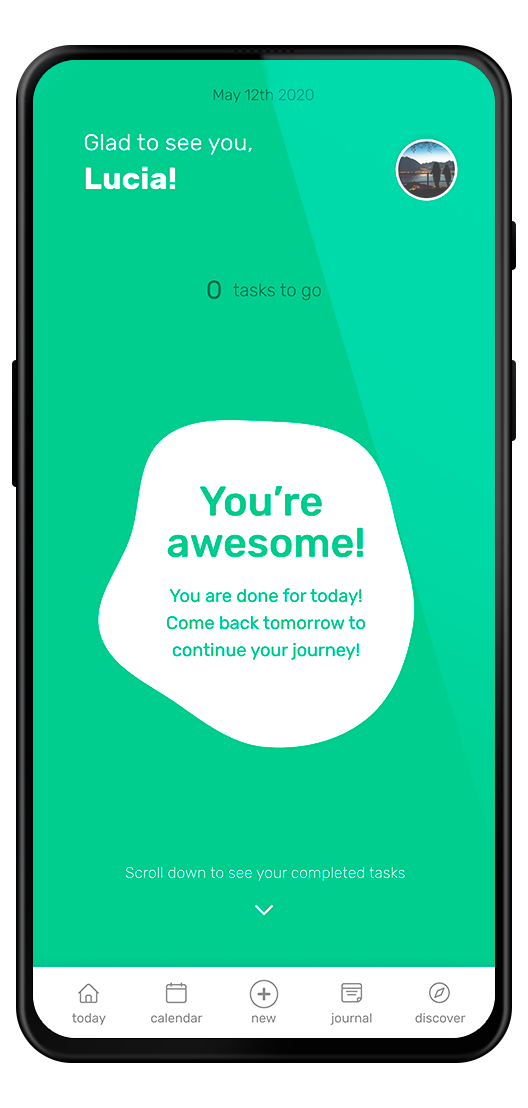 May 12th 2020
Glad to see you,
Lucia!
0 tasks to go
You’re
awesome!
You are done for today!
Come back tomorrow to
continue your journey!
Scroll down to see your completed tasks
today calendar new journal discover